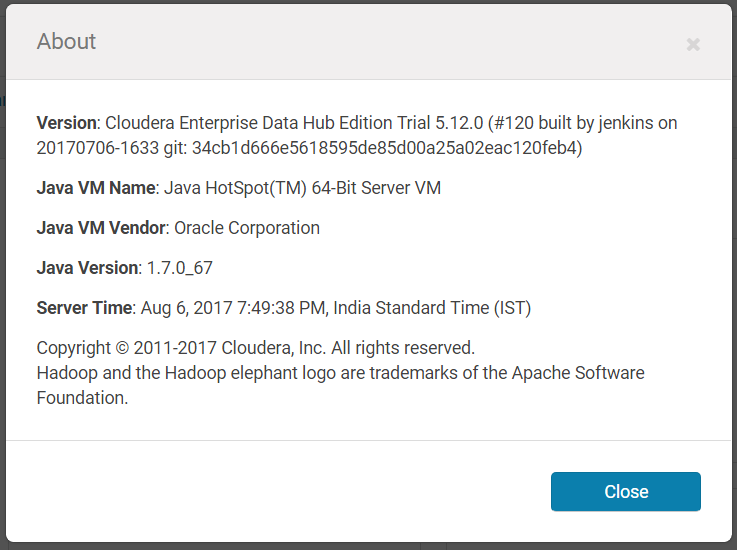 About
×
Version: Cloudera Enterprise Data Hub Edition Trial 5.12.0 (#120 built by jenkins on
20170706-1633 git: 34cb1d666e5618595de85d00a25a02eac120feb4)
Java VM Name: Java HotSpot(TM) 64-Bit Server VM
Java VM Vendor: Oracle Corporation
Java Version: 1.7.0_67
Server Time: Aug 6, 2017 7:49:38 PM, India Standard Time (IST)
Copyright © 2011-2017 Cloudera, Inc. All rights reserved.
Hadoop and the Hadoop elephant logo are trademarks of the Apache Software
Foundation.
Close